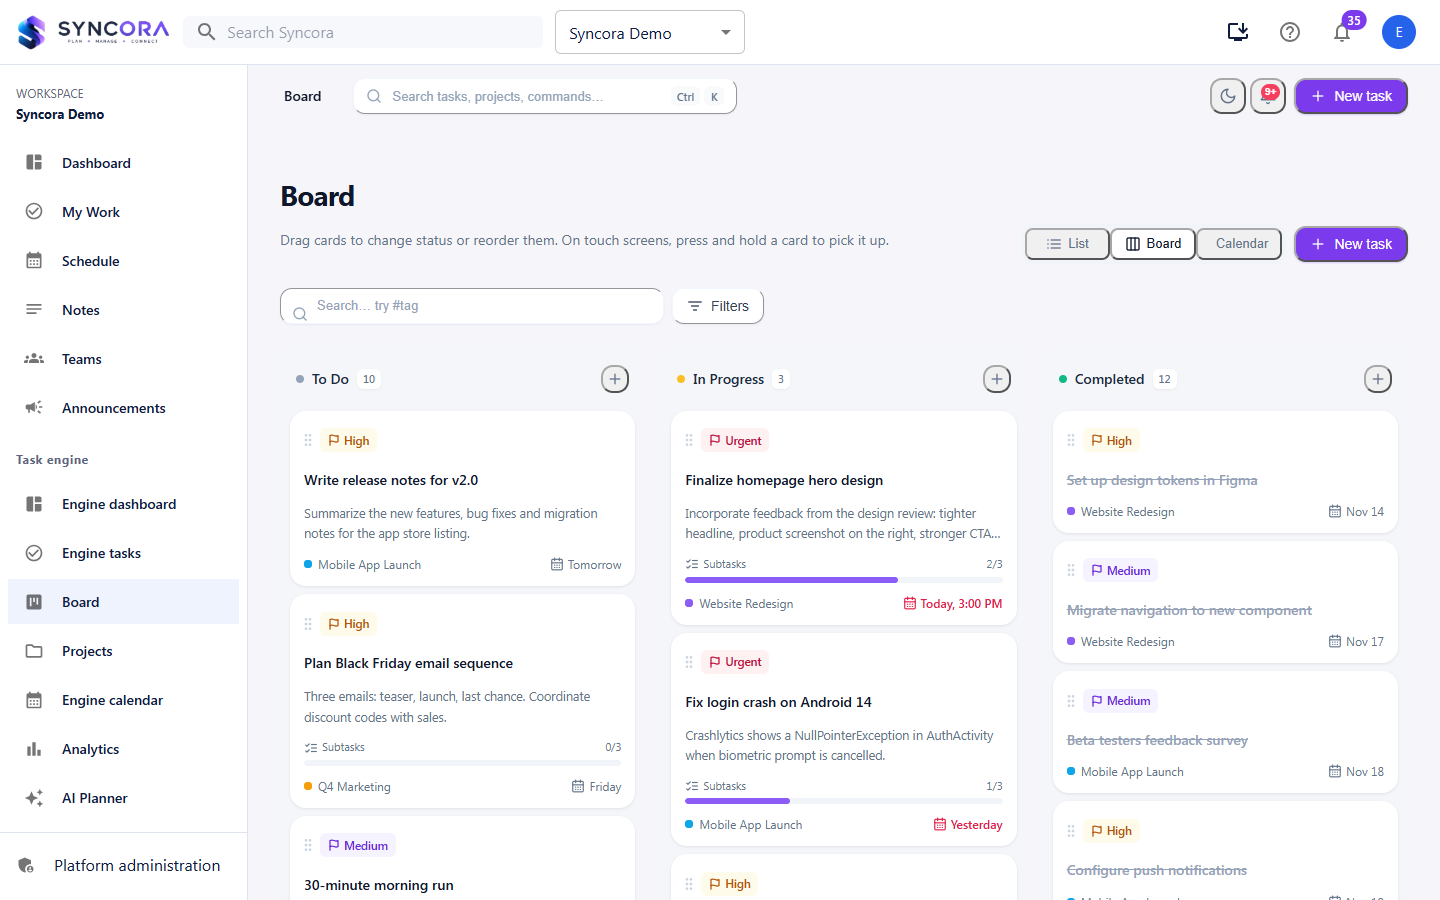 SYNCORA
PLAN • MANAGE • CONNECT
Search Syncora
Syncora Demo
35
E
WORKSPACE
Syncora Demo
Dashboard
My Work
Schedule
Notes
Teams
Announcements
Task engine
Engine dashboard
Engine tasks
Board
Projects
Engine calendar
Analytics
AI Planner
Platform administration
Board
Search tasks, projects, commands...
Ctrl K
9+
New task
Board
Drag cards to change status or reorder them. On touch screens, press and hold a card to pick it up.
List
Board
Calendar
New task
Search... try #tag
Filters
To Do 10
High
Write release notes for v2.0
Summarize the new features, bug fixes and migration
notes for the app store listing.
Mobile App Launch
Tomorrow
High
Plan Black Friday email sequence
Three emails: teaser, launch, last chance. Coordinate
discount codes with sales.
Subtasks 0/3
Q4 Marketing
Friday
Medium
30-minute morning run
In Progress 3
Urgent
Finalize homepage hero design
Incorporate feedback from the design review: tighter
headline, product screenshot on the right, stronger CTA...
Subtasks 2/3
Website Redesign
Today, 3:00 PM
Urgent
Fix login crash on Android 14
Crashlytics shows a NullPointerException in AuthActivity
when biometric prompt is cancelled.
Subtasks 1/3
Mobile App Launch
Yesterday
High
Completed 12
High
Set up design tokens in Figma
Website Redesign
Nov 14
Medium
Migrate navigation to new component
Website Redesign
Nov 17
Medium
Beta testers feedback survey
Mobile App Launch
Nov 18
High
Configure push notifications